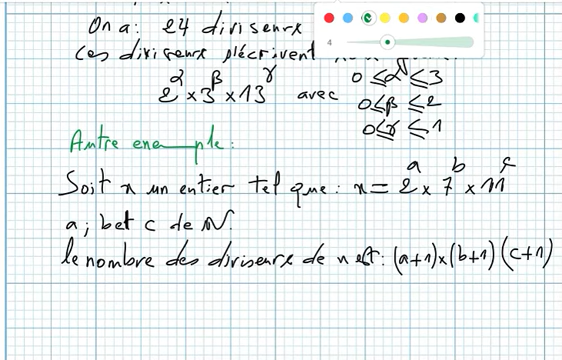 On a : 24 diviseurs
Ces diviseurs s'écrivent
2^α × 3^β × 13^γ avec 0 ≤ α ≤ 3
0 ≤ β ≤ 2
0 ≤ γ ≤ 1
Autre exemple :
Soit n un entier tel que : n = 2^a × 7^b × 11^c
a ; b et c de ℕ.
le nombre des diviseurs de n est : (a+1)×(b+1)(c+1)
4